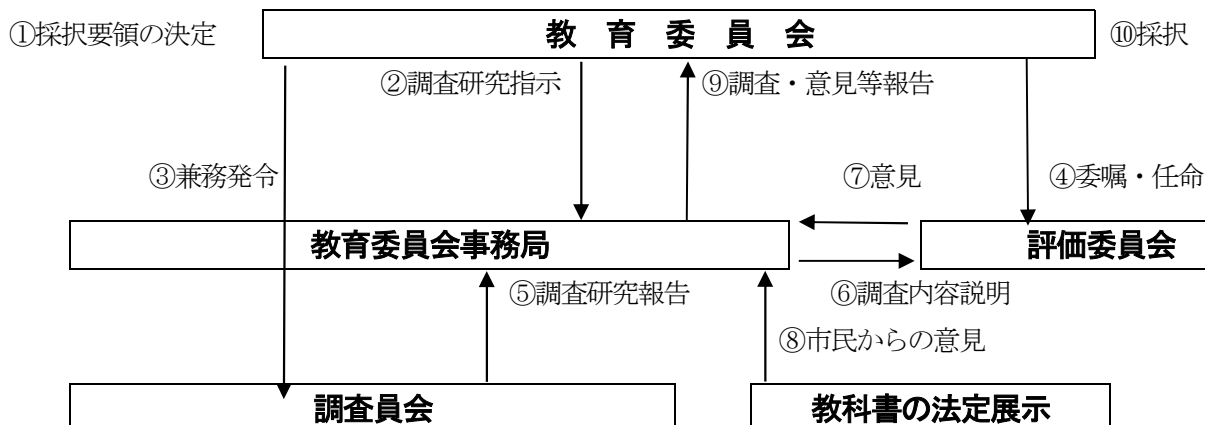 ①採択要領の決定
教 育 委 員 会
⑩採択
②調査研究指示
⑨調査・意見等報告
③兼務発令
⑦意見
④委嘱・任命
教育委員会事務局
評価委員会
⑤調査研究報告
⑥調査内容説明
⑧市民からの意見
調査員会
教科書の法定展示